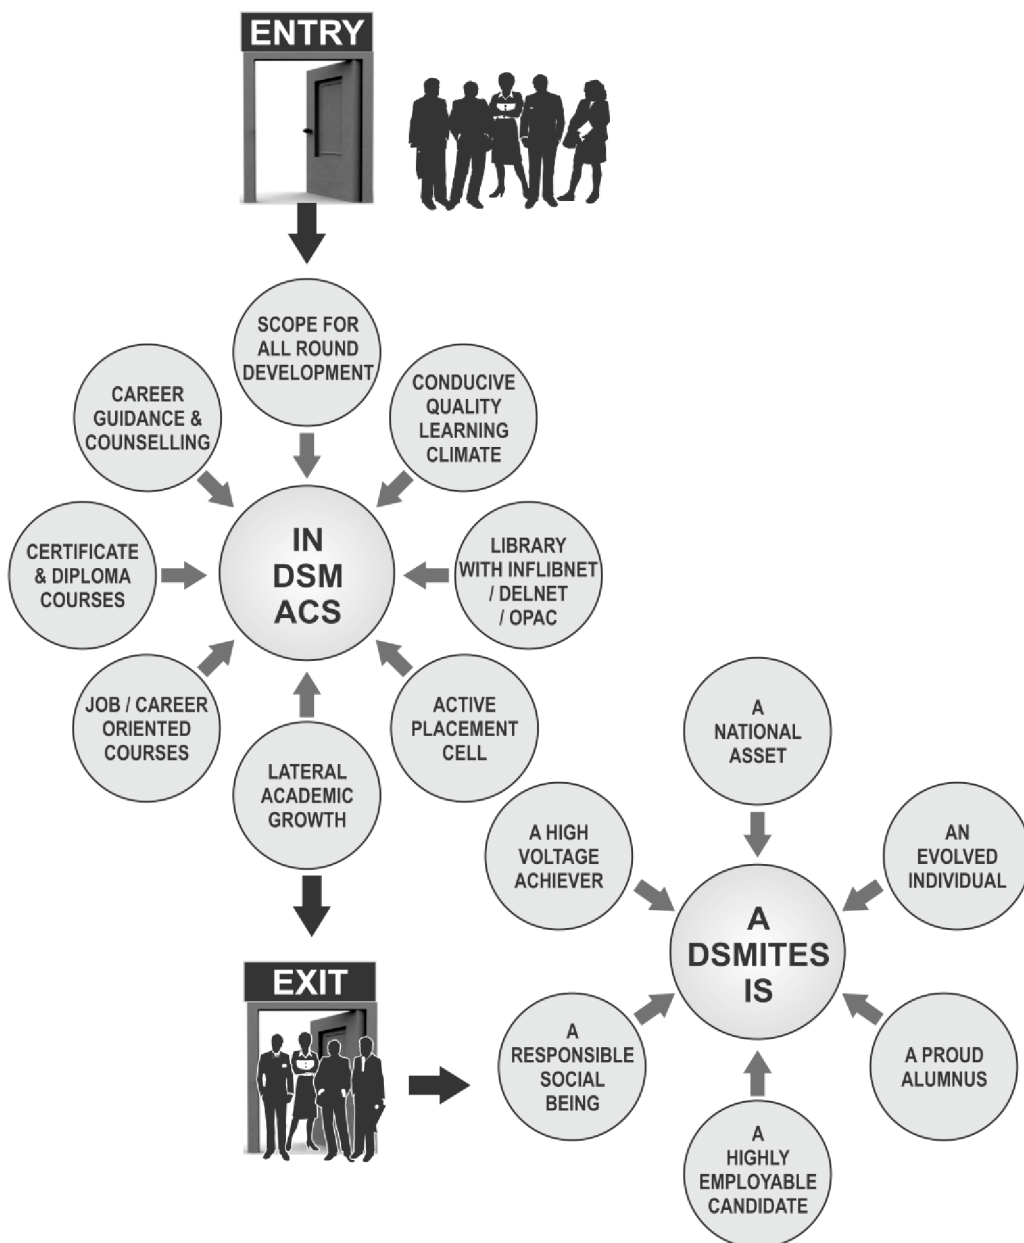 ENTRY
SCOPE FOR
ALL ROUND
DEVELOPMENT
CAREER
GUIDANCE &
COUNSELLING
CONDUCIVE
QUALITY
LEARNING
CLIMATE
CERTIFICATE
& DIPLOMA
COURSES
IN
DSM
ACS
LIBRARY
WITH INFLIBNET
/ DELNET
/ OPAC
JOB / CAREER
ORIENTED
COURSES
LATERAL
ACADEMIC
GROWTH
ACTIVE
PLACEMENT
CELL
EXIT
A
NATIONAL
ASSET
A HIGH
VOLTAGE
ACHIEVER
AN
EVOLVED
INDIVIDUAL
A
DSMITES
IS
A
RESPONSIBLE
SOCIAL
BEING
A PROUD
ALUMNUS
A
HIGHLY
EMPLOYABLE
CANDIDATE